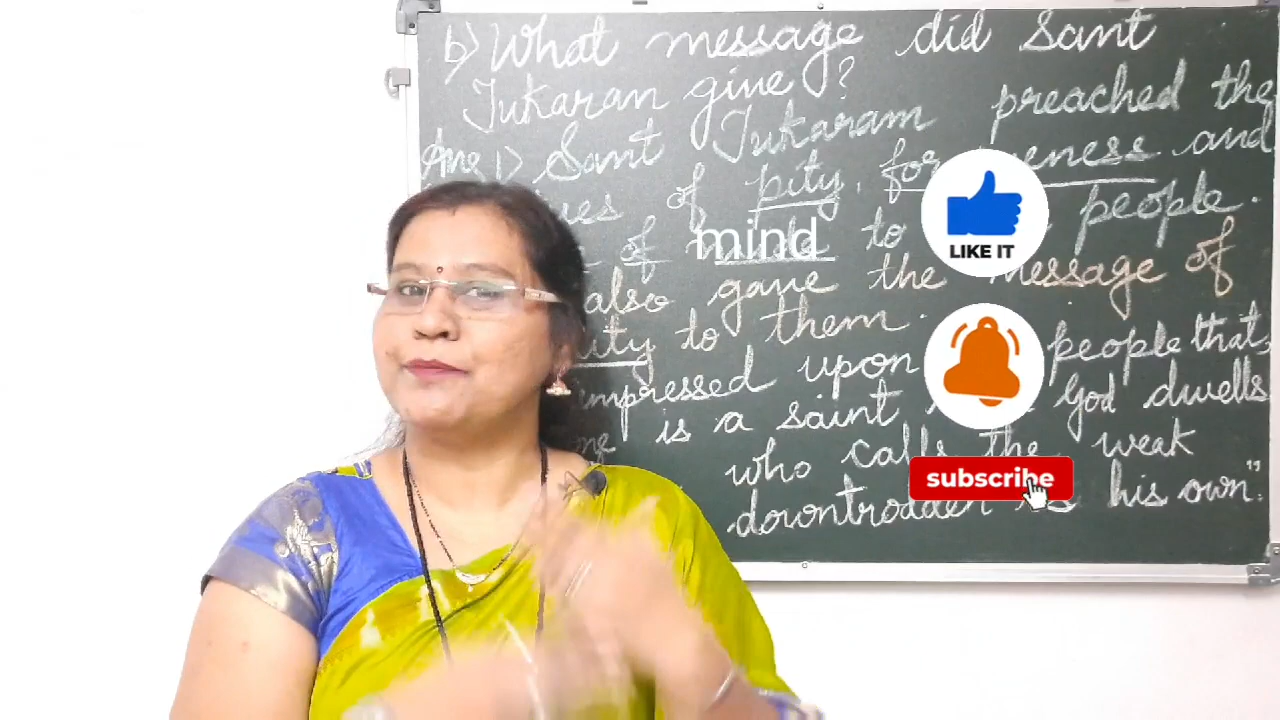 b) What message did Sant
Tukaram give?
Ans 1) Sant Tukaram preached the
of pity, and
mind to people.
also gave the message of
to them.
impressed upon people that,
is a saint God dwells
who calls the weak
downtrodden as his own".
LIKE IT
subscribe